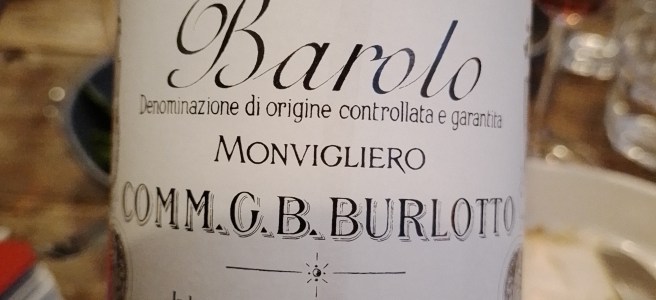 Barolo
Denominazione di origine controllata e garantita
MONVIGLIERO
COMM. G. B. BURLOTTO